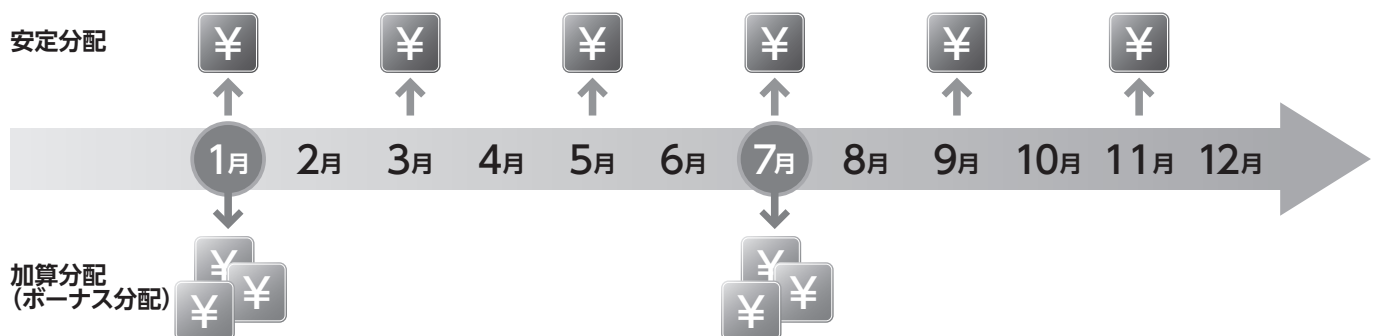 安定分配
¥ ¥ ¥ ¥ ¥ ¥
1月 2月 3月 4月 5月 6月 7月 8月 9月 10月 11月 12月
加算分配
(ボーナス分配)
¥ ¥ ¥ ¥ ¥ ¥